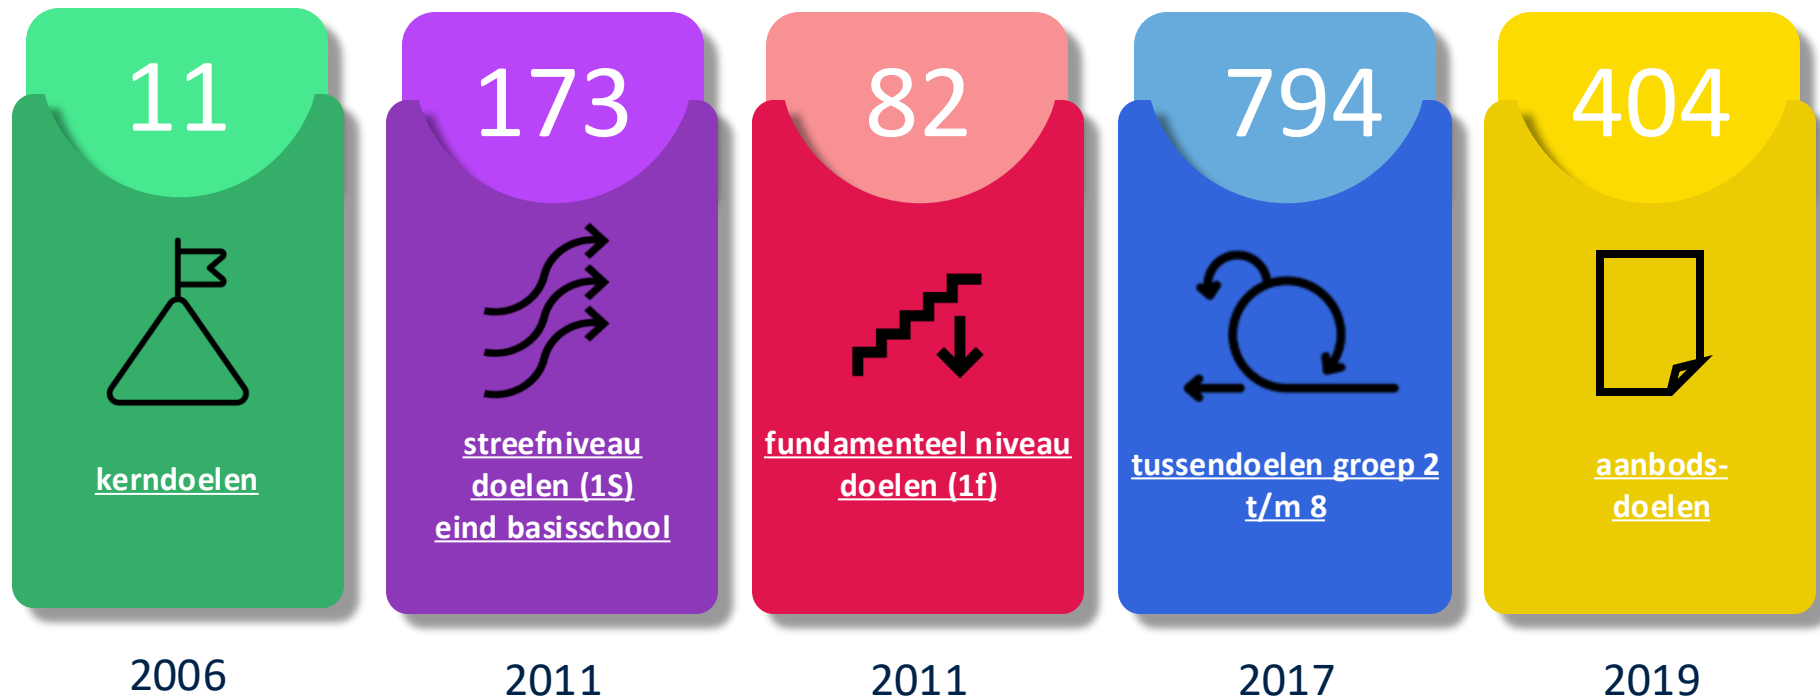 11
kerndoelen
2006
173
streefniveau
doelen (1S)
eind basisschool
2011
82
fundamenteel niveau
doelen (1f)
2011
794
tussendoelen groep 2
t/m 8
2017
404
aanbods-
doelen
2019